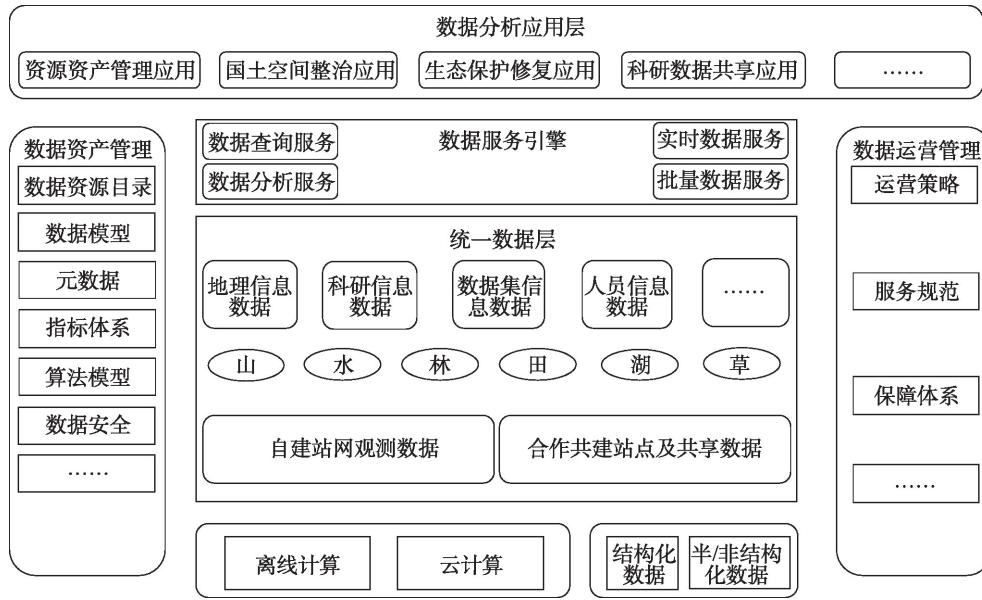 数据分析应用层
资源资产管理应用
国土空间整治应用
生态保护修复应用
科研数据共享应用
……
数据资产管理
数据资源目录
数据模型
元数据
指标体系
算法模型
数据安全
……
数据查询服务
数据服务引擎
实时数据服务
数据分析服务
批量数据服务
统一数据层
地理信息
数据
科研信息
数据
数据集信
息数据
人员信息
数据
……
山
水
林
田
湖
草
自建站网观测数据
合作共建站点及共享数据
离线计算
云计算
结构化
数据
半/非结构
化数据
数据运营管理
运营策略
服务规范
保障体系
……